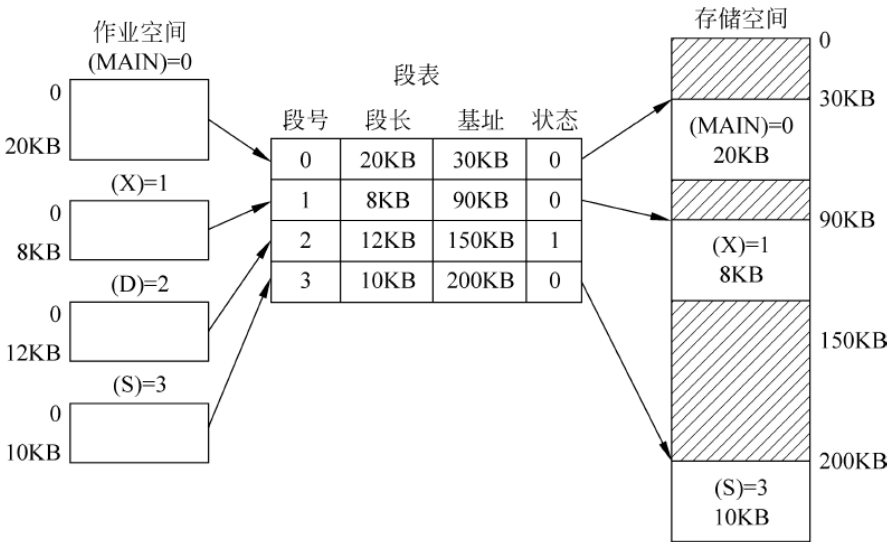 作业空间
(MAIN)=0
0
20KB
(X)=1
0
8KB
(D)=2
0
12KB
(S)=3
0
10KB
段表
段号 段长 基址 状态
0 20KB 30KB 0
1 8KB 90KB 0
2 12KB 150KB 1
3 10KB 200KB 0
存储空间
0
30KB
(MAIN)=0
20KB
90KB
(X)=1
8KB
150KB
200KB
(S)=3
10KB